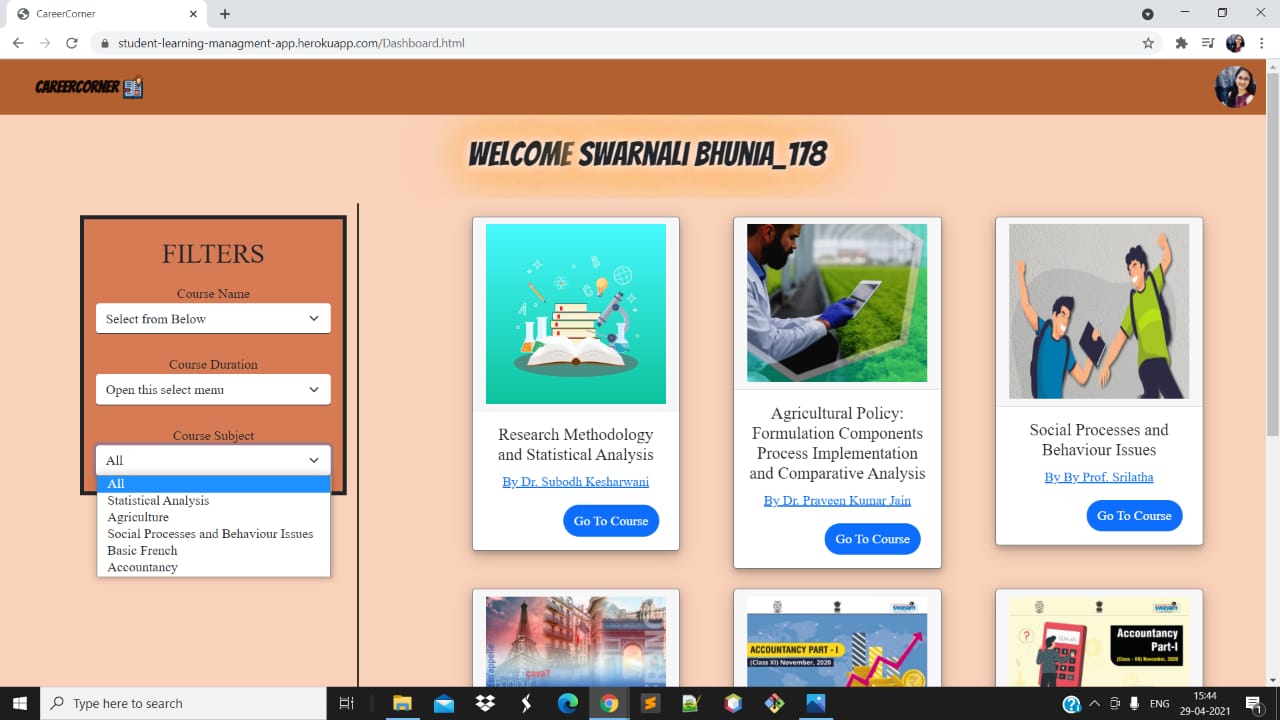 CareerCorner
student-learning-managment-app.herokuapp.com/Dashboard.html
CAREERCORNER
WELCOME SWARNALI BHUNIA_178
FILTERS
Course Name
Select from Below
Course Duration
Open this select menu
Course Subject
All
All
Statistical Analysis
Agriculture
Social Processes and Behaviour Issues
Basic French
Accountancy
Research Methodology
and Statistical Analysis
By Dr. Subodh Kesharwani
Go To Course
Agricultural Policy:
Formulation Components
Process Implementation
and Comparative Analysis
By Dr. Praveen Kumar Jain
Go To Course
Social Processes and
Behaviour Issues
By By Prof. Srilatha
Go To Course
cava?
Bonjour
swayam
ACCOUNTANCY PART - I
(Class XI) November, 2020
swayam
Accountancy
Part-I
(Class - XII) November, 2020
Type here to search
ENG
15:44
29-04-2021
1